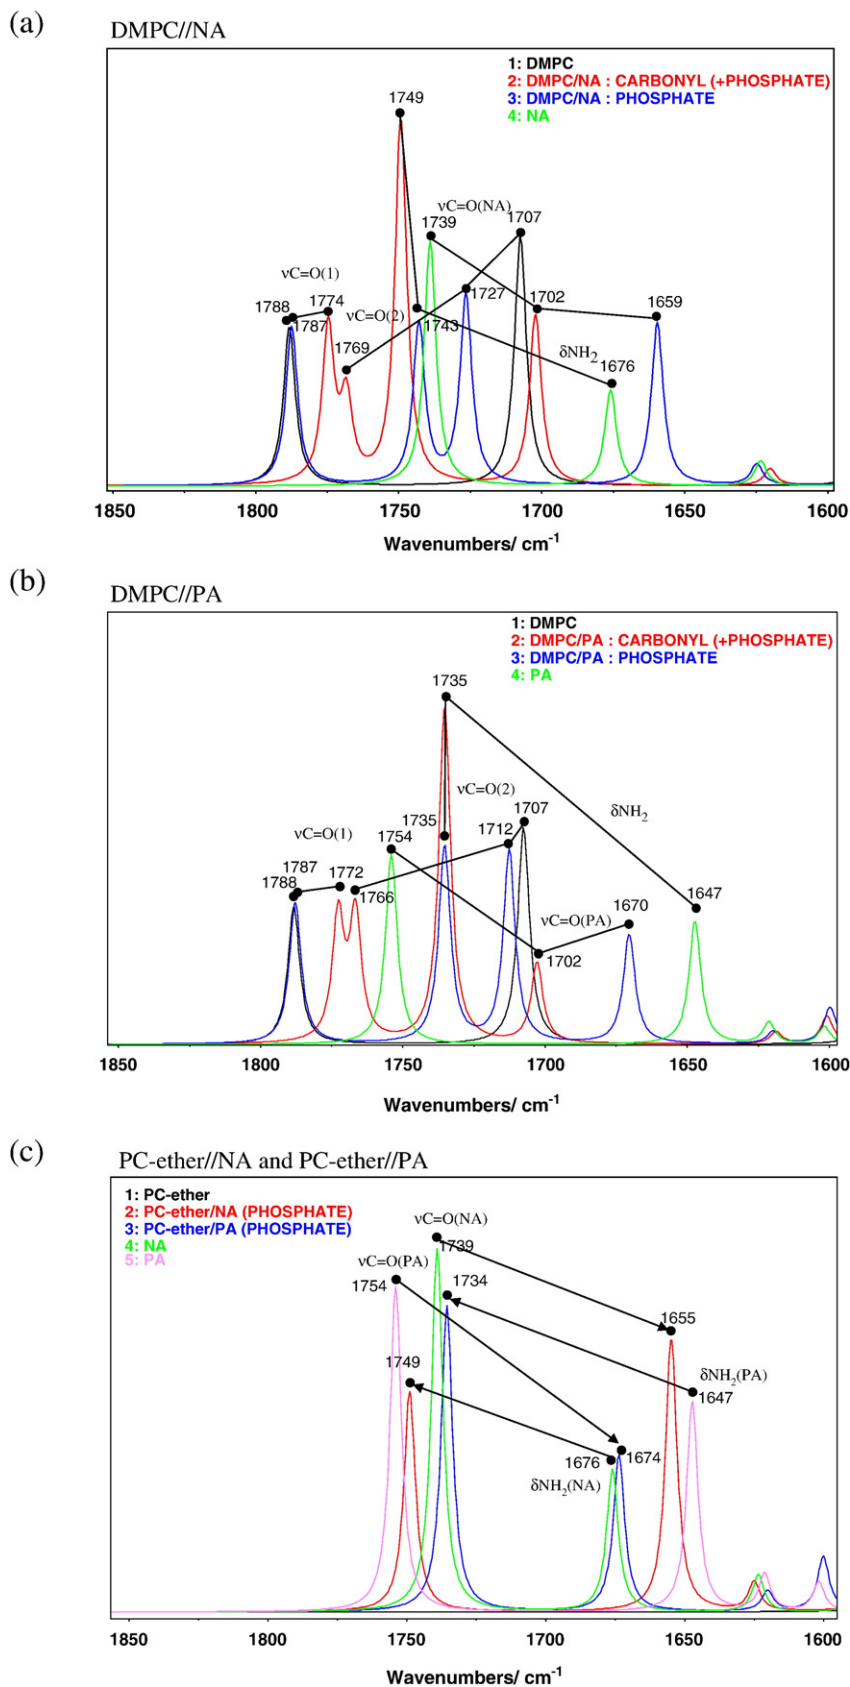 (a)
DMPC//NA
1: DMPC
2: DMPC/NA : CARBONYL (+PHOSPHATE)
3: DMPC/NA : PHOSPHATE
4: NA
1749
νC=O(NA)
1739
1707
νC=O(1)
1788
1787
1774
νC=O(2)
1769
1743
1727
1702
1659
δNH₂
1676
1850
1800
1750
1700
1650
1600
Wavenumbers/ cm⁻¹
(b)
DMPC//PA
1: DMPC
2: DMPC/PA : CARBONYL (+PHOSPHATE)
3: DMPC/PA : PHOSPHATE
4: PA
1735
νC=O(2)
1707
δNH₂
νC=O(1)
1754
1735
1712
1787
1788
1772
1766
νC=O(PA)
1670
1647
1702
1850
1800
1750
1700
1650
1600
Wavenumbers/ cm⁻¹
(c)
PC-ether//NA and PC-ether//PA
1: PC-ether
2: PC-ether/NA (PHOSPHATE)
3: PC-ether/PA (PHOSPHATE)
4: NA
5: PA
νC=O(NA)
1739
νC=O(PA)
1754
1734
1655
1749
δNH₂(PA)
1647
1676
1674
δNH₂(NA)
1850
1800
1750
1700
1650
1600
Wavenumbers/ cm⁻¹